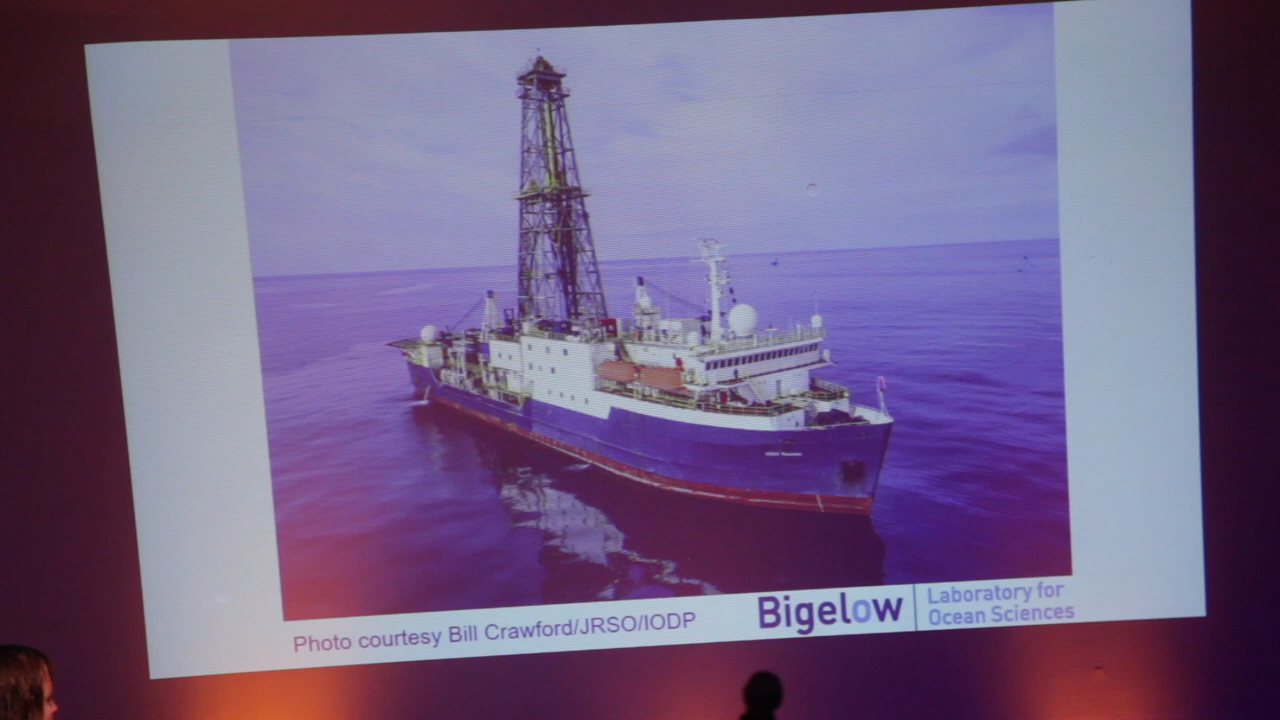 Photo courtesy Bill Crawford/JRSO/IODP
Bigelow
Laboratory for
Ocean Sciences